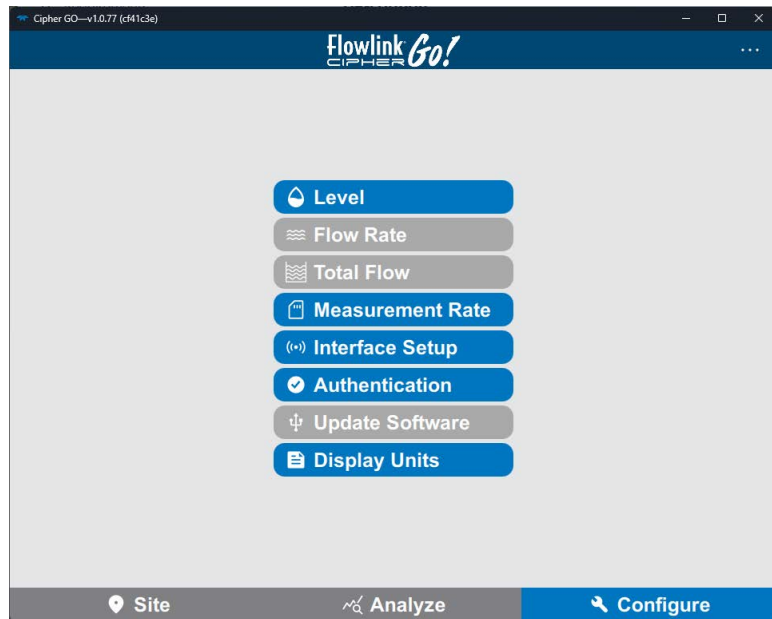 Cipher GO—v1.0.77 (cf41c3e)
Flowlink Go!
CIPHER
Level
Flow Rate
Total Flow
Measurement Rate
Interface Setup
Authentication
Update Software
Display Units
Site
Analyze
Configure